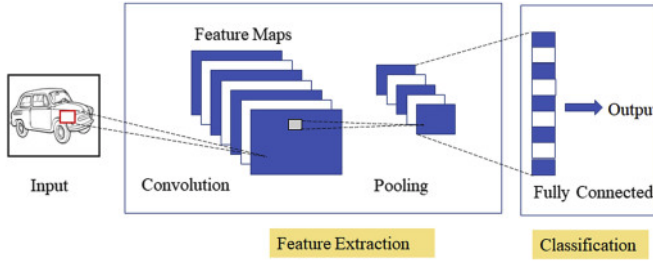 Feature Maps
Input
Convolution
Pooling
Fully Connected
Output
Feature Extraction
Classification